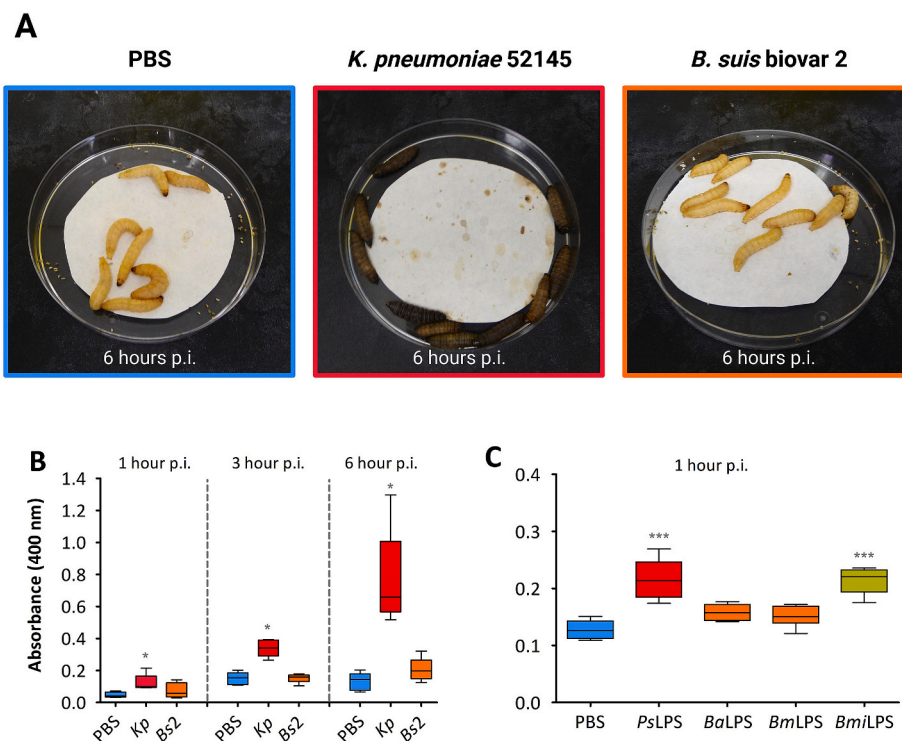 A
PBS
K. pneumoniae 52145
B. suis biovar 2
6 hours p.i.
6 hours p.i.
6 hours p.i.
B
1 hour p.i.
3 hour p.i.
6 hour p.i.
Absorbance (400 nm)
1.4
1.2
1.0
0.8
0.6
0.4
0.2
0.0
*
*
*
PBS
Kp
Bs2
PBS
Kp
Bs2
PBS
Kp
Bs2
C
1 hour p.i.
0.4
0.3
0.2
0.1
0.0
***
***
PBS
PsLPS
BaLPS
BmLPS
BmiLPS